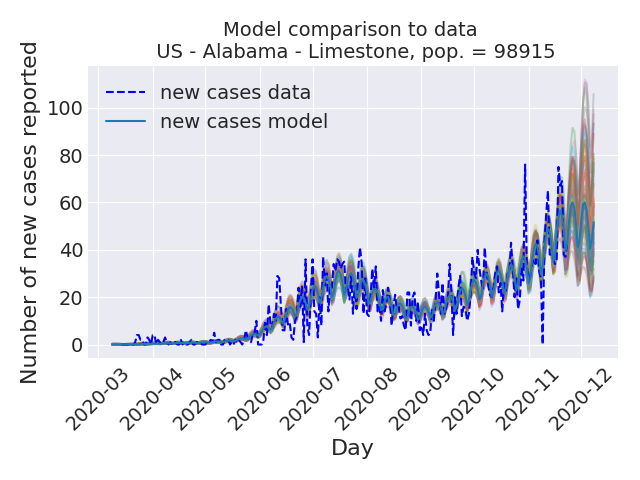 Model comparison to data
US - Alabama - Limestone, pop. = 98915
Number of new cases reported
100
80
60
40
20
0
new cases data
new cases model
2020-03
2020-04
2020-05
2020-06
2020-07
2020-08
2020-09
2020-10
2020-11
2020-12
Day